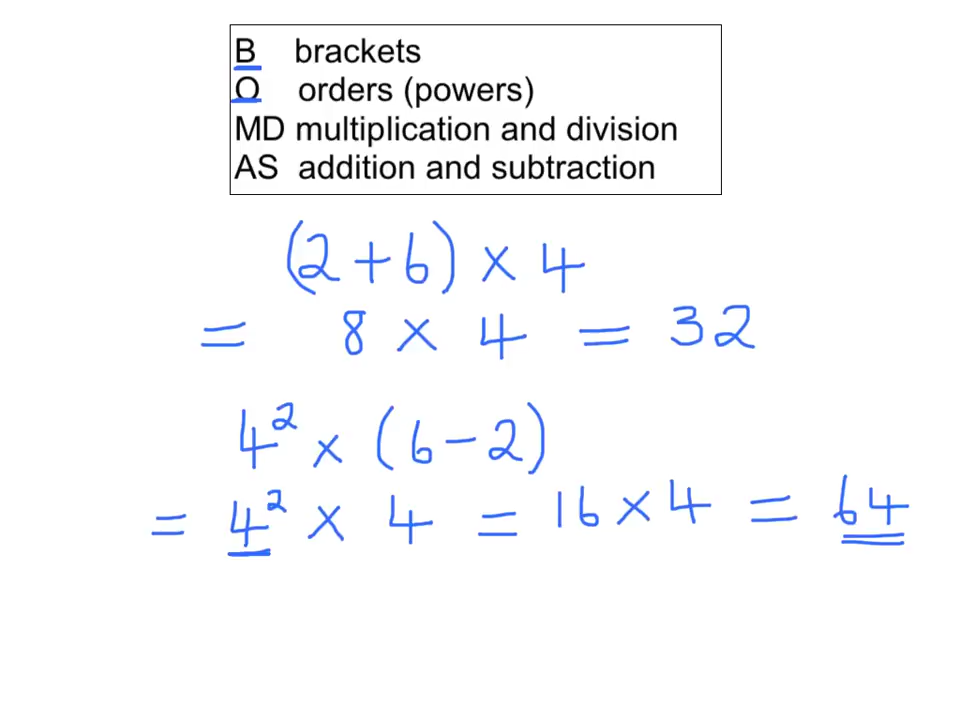 B brackets
O orders (powers)
MD multiplication and division
AS addition and subtraction
(2+6) × 4
= 8 × 4 = 32
4² × (6-2)
= 4² × 4 = 16 × 4 = 64